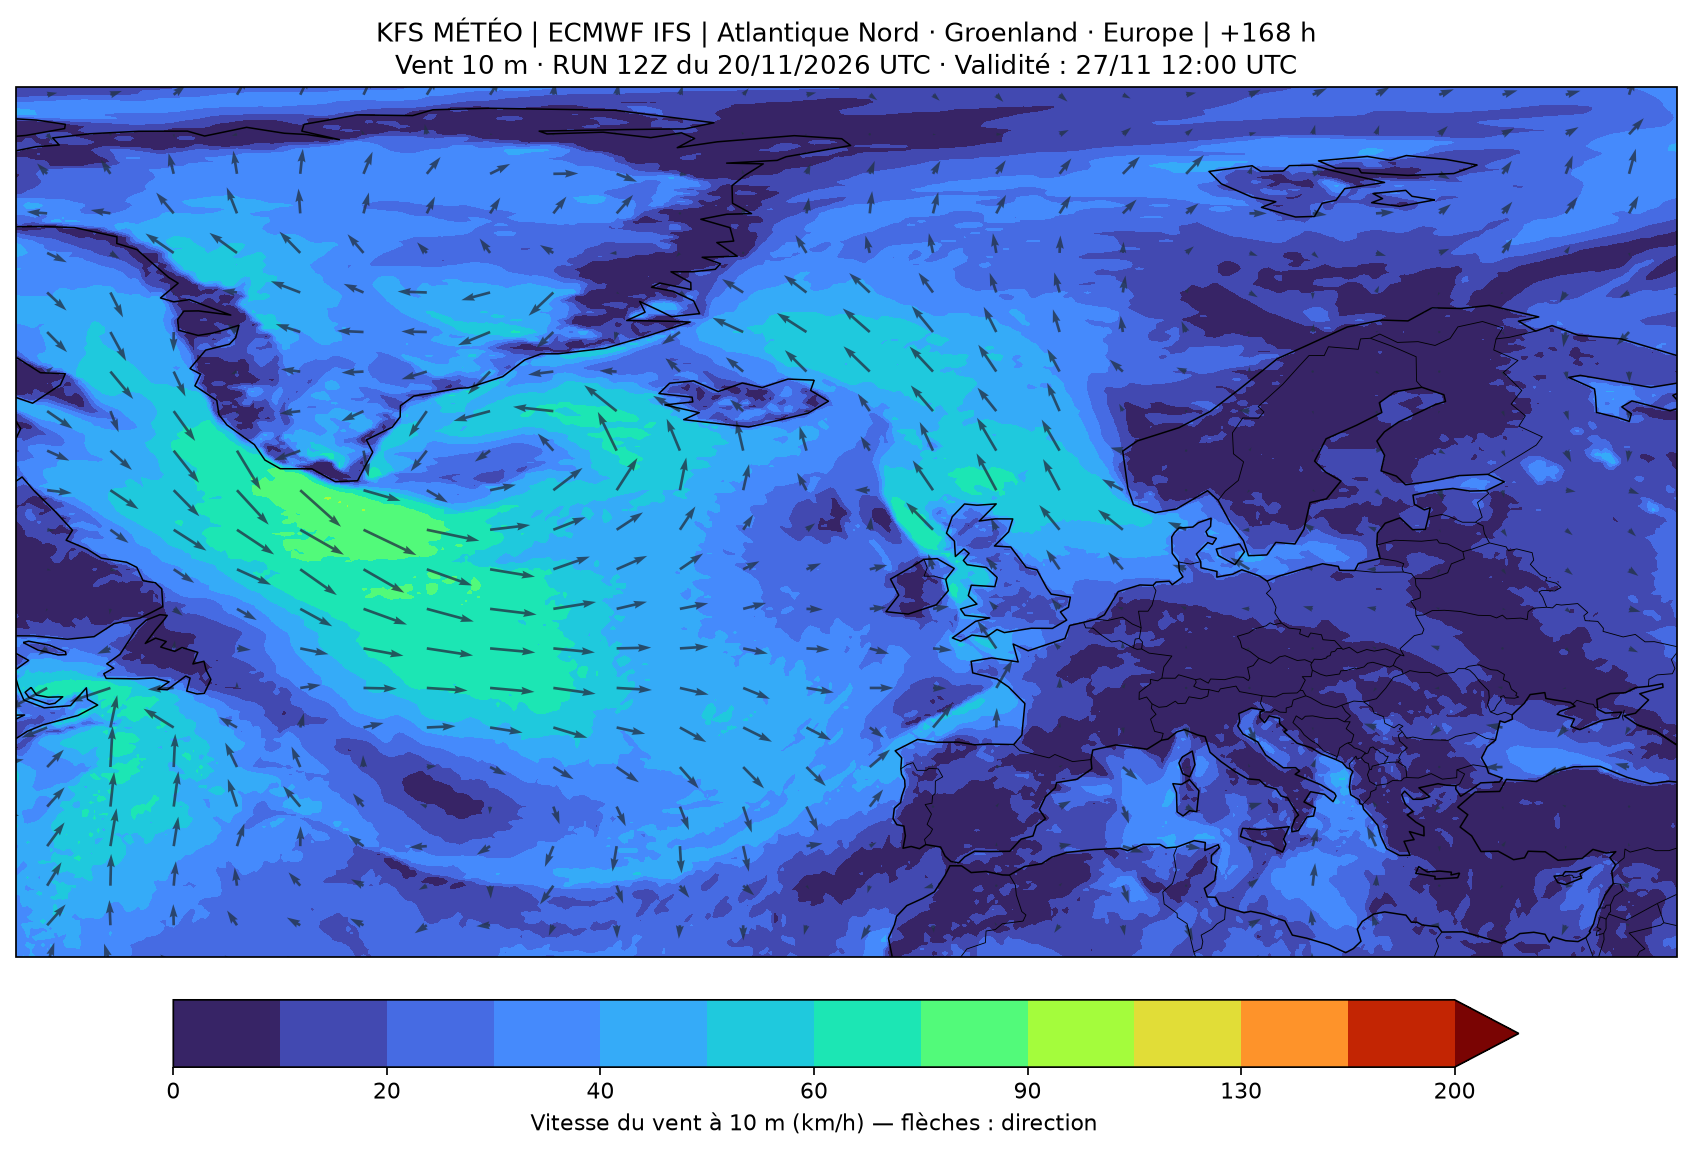 KFS MÉTÉO | ECMWF IFS | Atlantique Nord · Groenland · Europe | +168 h
Vent 10 m · RUN 12Z du 20/11/2026 UTC · Validité : 27/11 12:00 UTC
0 20 40 60 90 130 200
Vitesse du vent à 10 m (km/h) — flèches : direction